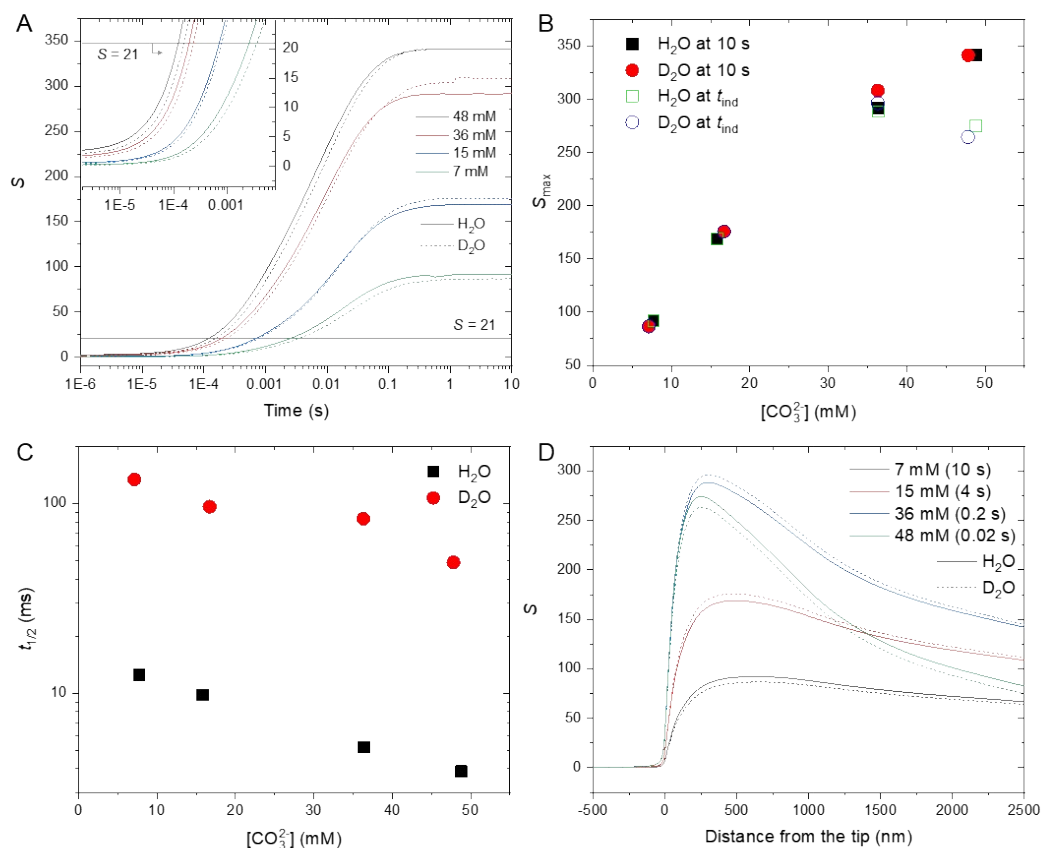 A
S = 21
20
15
10
5
0
1E-5
1E-4
0.001
350
300
250
200
150
100
50
0
S
48 mM
36 mM
15 mM
7 mM
H₂O
D₂O
S = 21
1E-6
1E-5
1E-4
0.001
0.01
0.1
1
10
Time (s)
B
H₂O at 10 s
D₂O at 10 s
H₂O at t_ind
D₂O at t_ind
350
300
250
200
150
100
50
S_max
0
10
20
30
40
50
[CO₃²⁻] (mM)
C
H₂O
D₂O
100
10
t_1/2 (ms)
0
10
20
30
40
50
[CO₃²⁻] (mM)
D
7 mM (10 s)
15 mM (4 s)
36 mM (0.2 s)
48 mM (0.02 s)
H₂O
D₂O
300
250
200
150
100
50
0
S
-500
0
500
1000
1500
2000
2500
Distance from the tip (nm)